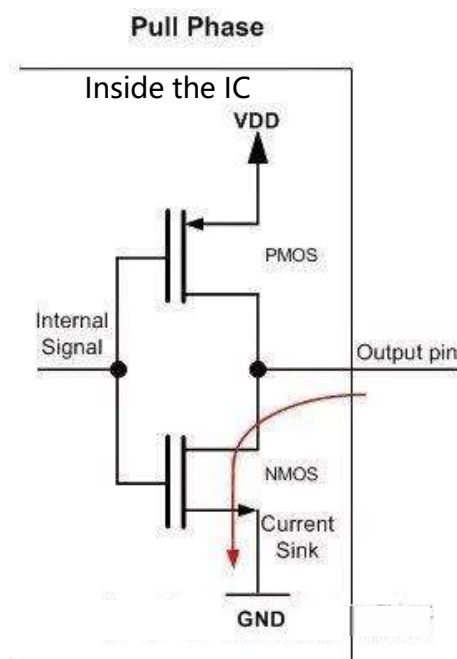 Pull Phase
Inside the IC
VDD
PMOS
Internal
Signal
Output pin
NMOS
Current
Sink
GND